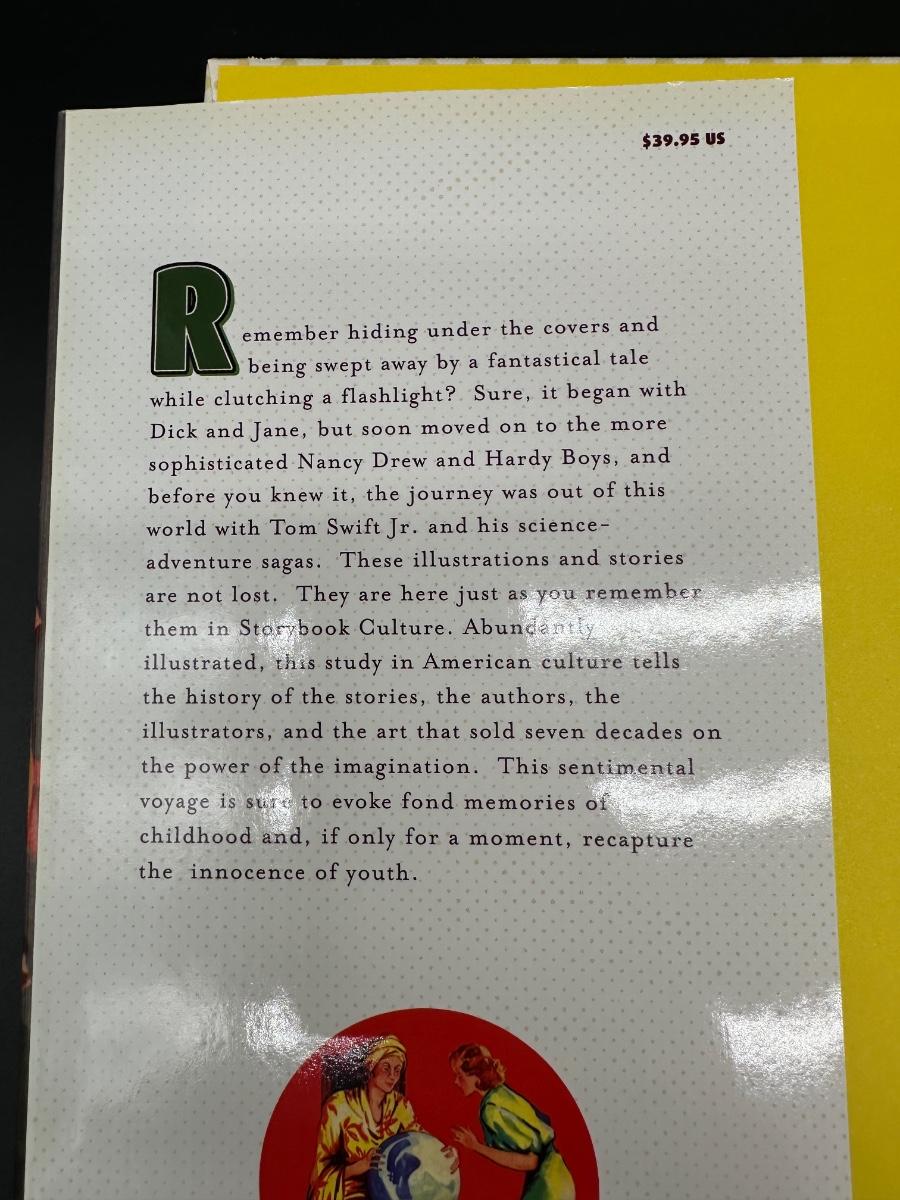 $39.95 US
Remember hiding under the covers and
being swept away by a fantastical tale
while clutching a flashlight? Sure, it began with
Dick and Jane, but soon moved on to the more
sophisticated Nancy Drew and Hardy Boys, and
before you knew it, the journey was out of this
world with Tom Swift Jr. and his science-
adventure sagas. These illustrations and stories
are not lost. They are here just as you remember
them in Storybook Culture. Abundantly
illustrated, this study in American culture tells
the history of the stories, the authors, the
illustrators, and the art that sold seven decades on
the power of the imagination. This sentimental
voyage is sure to evoke fond memories of
childhood and, if only for a moment, recapture
the innocence of youth.